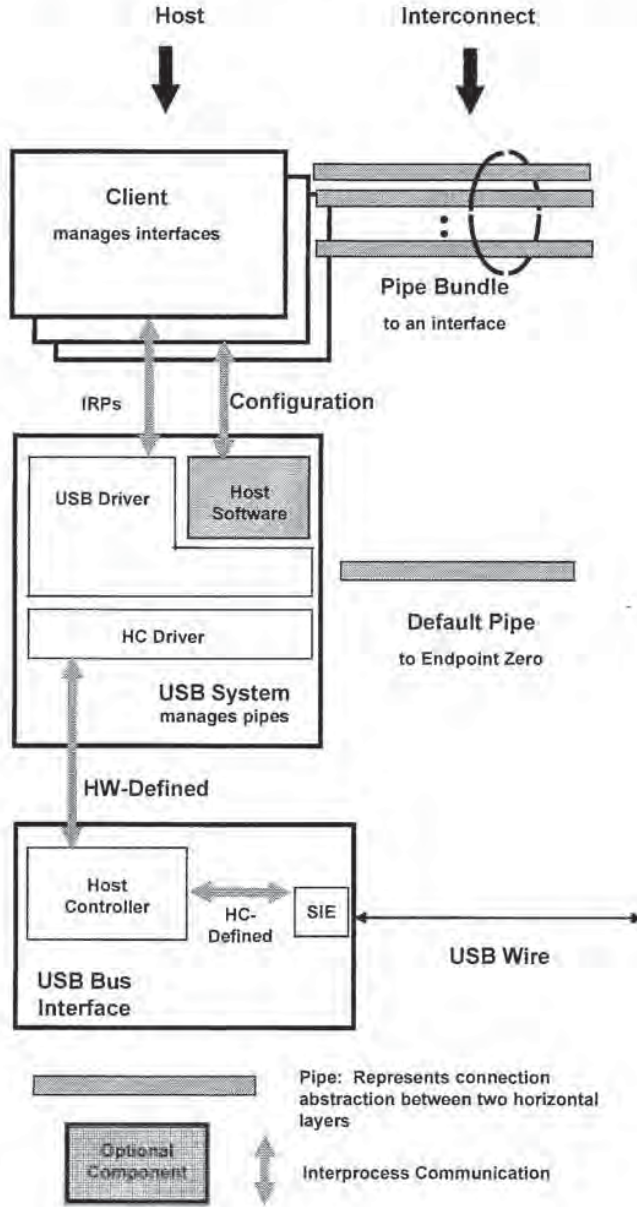 Host
Interconnect
Client
manages interfaces
Pipe Bundle
to an interface
IRPs
Configuration
USB Driver
Host
Software
HC Driver
Default Pipe
to Endpoint Zero
USB System
manages pipes
HW-Defined
Host
Controller
HC-
Defined
SIE
USB Wire
USB Bus
Interface
Pipe: Represents connection
abstraction between two horizontal
layers
Optional
Component
Interprocess Communication